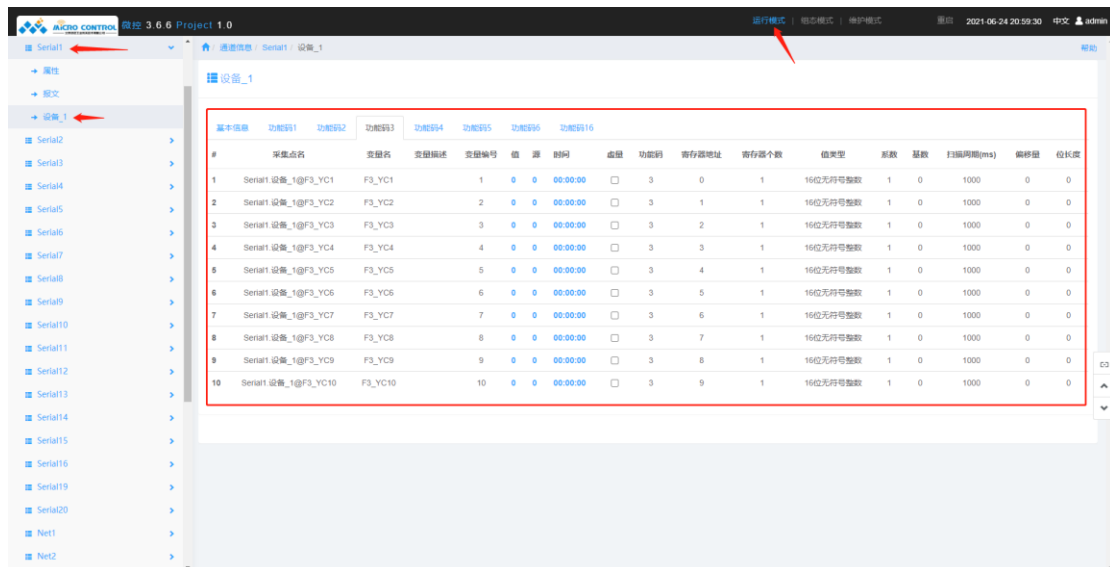 MICRO CONTROL 微控 3.6.6 Project 1.0
运行模式 | 组态模式 | 维护模式
重启 2021-06-24 20:59:30 中文 admin
Serial1
属性
报文
设备_1
Serial2
Serial3
Serial4
Serial5
Serial6
Serial7
Serial8
Serial9
Serial10
Serial11
Serial12
Serial13
Serial14
Serial15
Serial16
Serial19
Serial20
Net1
Net2
/ 通道信息 / Serial1 / 设备_1
帮助
设备_1
基本信息 功能码1 功能码2 功能码3 功能码4 功能码5 功能码6 功能码16
# 采集点名 变量名 变量描述 变量编号 值 源 时间 虚量 功能码 寄存器地址 寄存器个数 值类型 系数 基数 扫描周期(ms) 偏移量 位长度
1 Serial1.设备_1@F3_YC1 F3_YC1 1 0 0 00:00:00 3 0 1 16位无符号整数 1 0 1000 0 0
2 Serial1.设备_1@F3_YC2 F3_YC2 2 0 0 00:00:00 3 1 1 16位无符号整数 1 0 1000 0 0
3 Serial1.设备_1@F3_YC3 F3_YC3 3 0 0 00:00:00 3 2 1 16位无符号整数 1 0 1000 0 0
4 Serial1.设备_1@F3_YC4 F3_YC4 4 0 0 00:00:00 3 3 1 16位无符号整数 1 0 1000 0 0
5 Serial1.设备_1@F3_YC5 F3_YC5 5 0 0 00:00:00 3 4 1 16位无符号整数 1 0 1000 0 0
6 Serial1.设备_1@F3_YC6 F3_YC6 6 0 0 00:00:00 3 5 1 16位无符号整数 1 0 1000 0 0
7 Serial1.设备_1@F3_YC7 F3_YC7 7 0 0 00:00:00 3 6 1 16位无符号整数 1 0 1000 0 0
8 Serial1.设备_1@F3_YC8 F3_YC8 8 0 0 00:00:00 3 7 1 16位无符号整数 1 0 1000 0 0
9 Serial1.设备_1@F3_YC9 F3_YC9 9 0 0 00:00:00 3 8 1 16位无符号整数 1 0 1000 0 0
10 Serial1.设备_1@F3_YC10 F3_YC10 10 0 0 00:00:00 3 9 1 16位无符号整数 1 0 1000 0 0